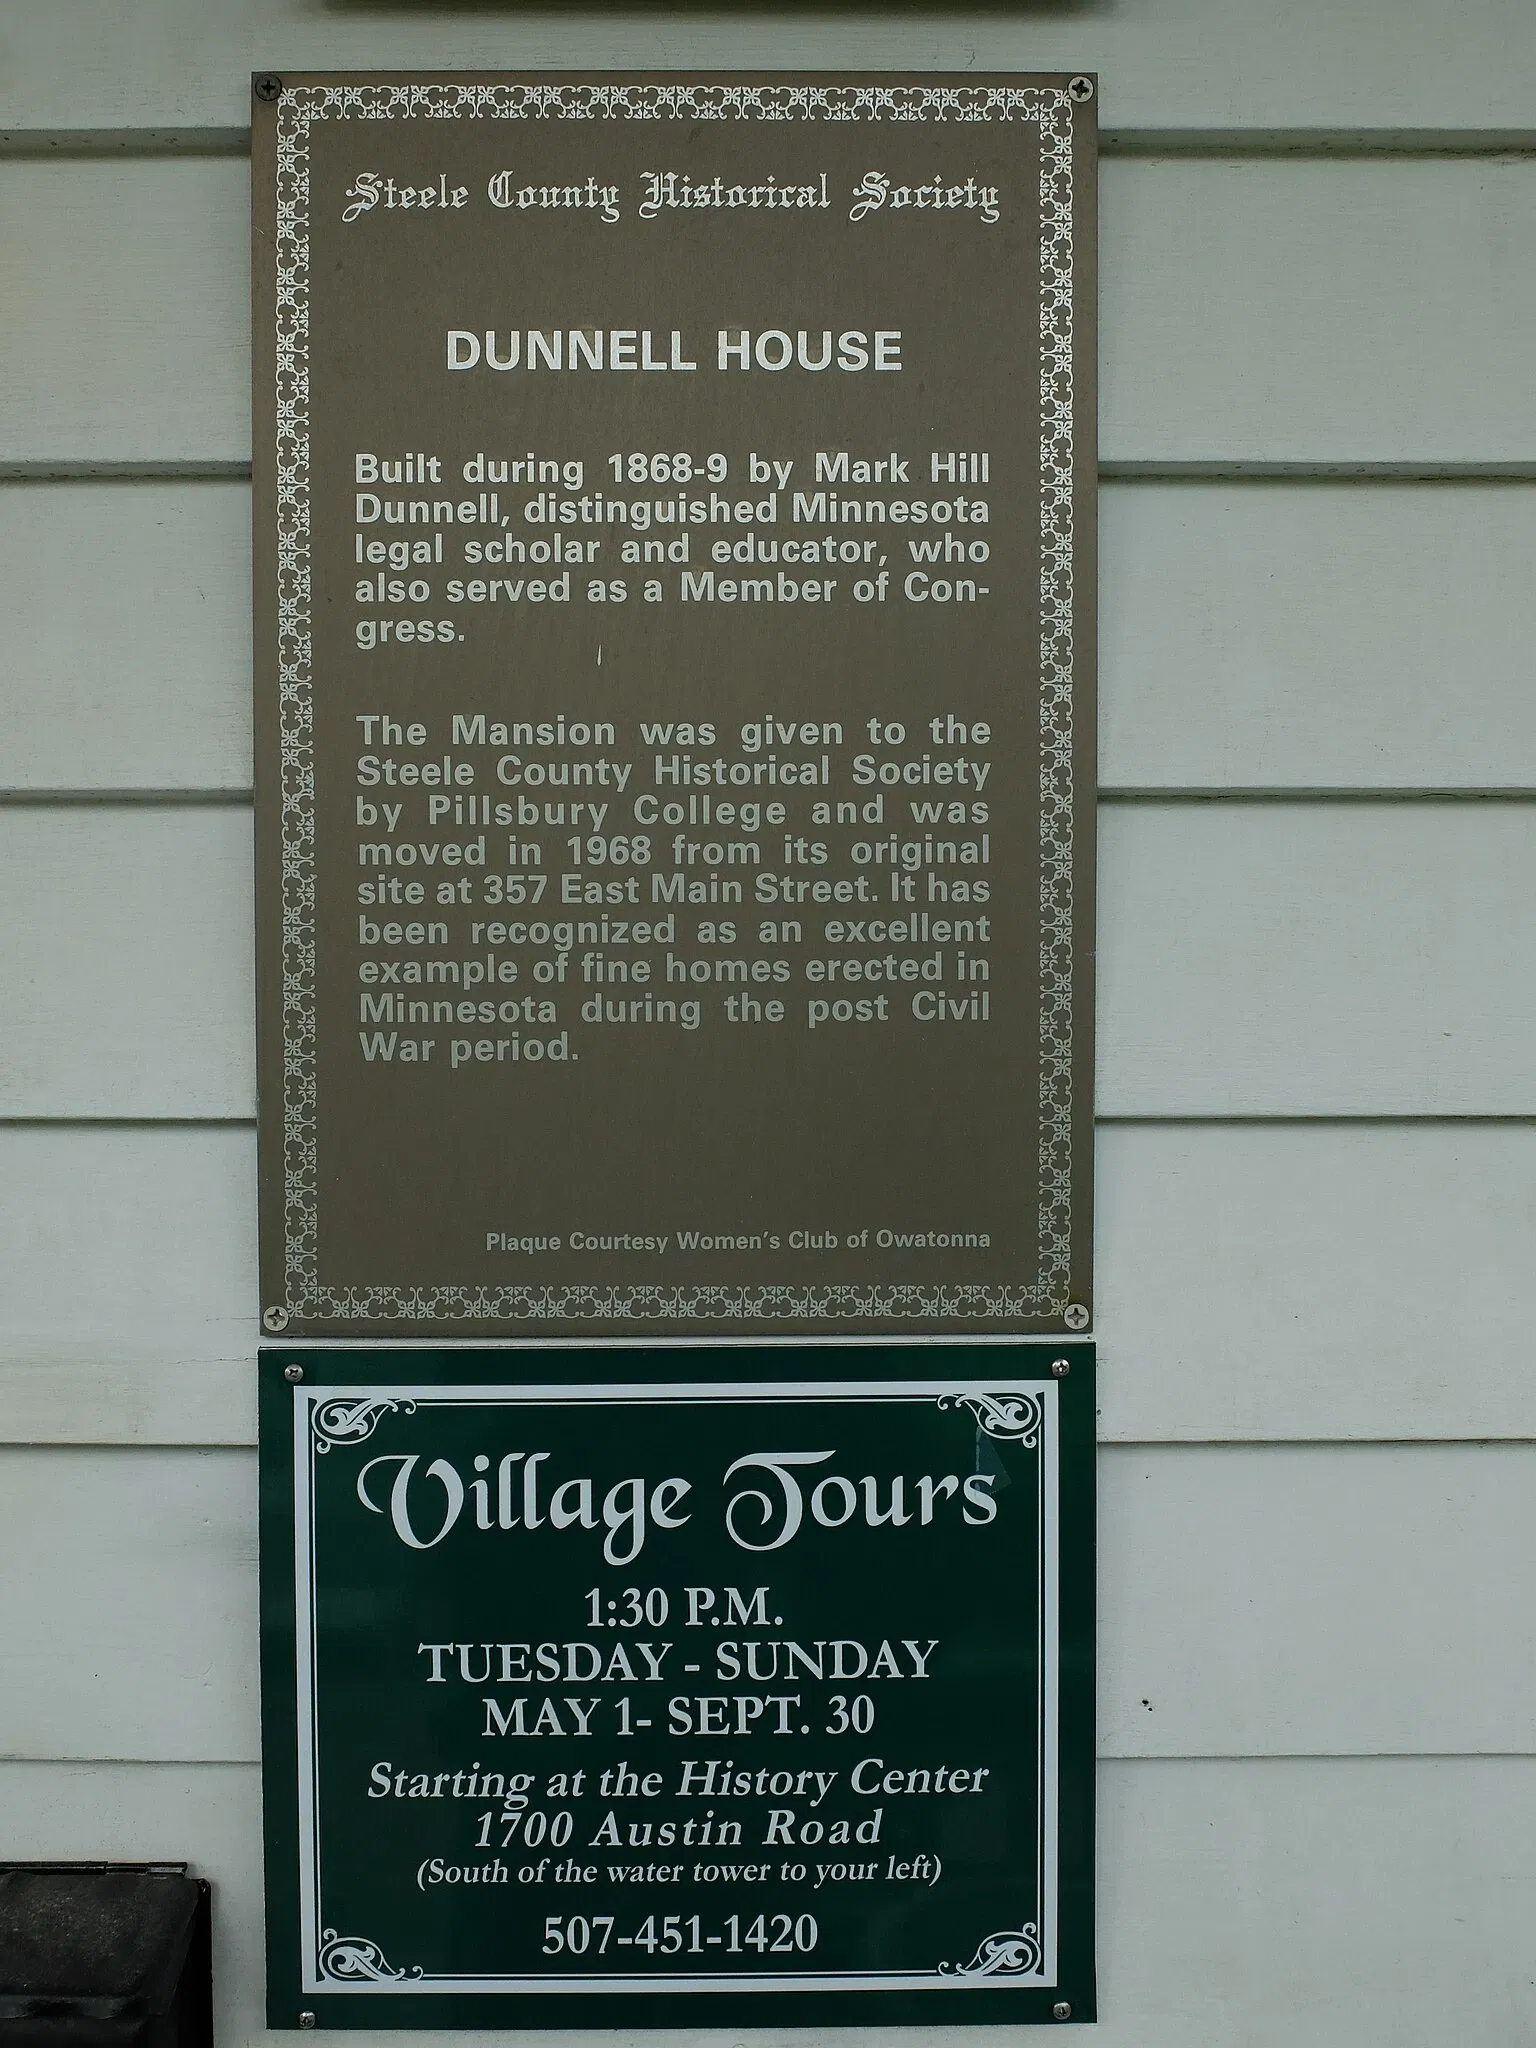 Steele County Historical Society
DUNNELL HOUSE
Built during 1868-9 by Mark Hill
Dunnell, distinguished Minnesota
legal scholar and educator, who
also served as a Member of Con-
gress.
The Mansion was given to the
Steele County Historical Society
by Pillsbury College and was
moved in 1968 from its original
site at 357 East Main Street. It has
been recognized as an excellent
example of fine homes erected in
Minnesota during the post Civil
War period.
Plaque Courtesy Women's Club of Owatonna
Village Tours
1:30 P.M.
TUESDAY - SUNDAY
MAY 1- SEPT. 30
Starting at the History Center
1700 Austin Road
(South of the water tower to your left)
507-451-1420